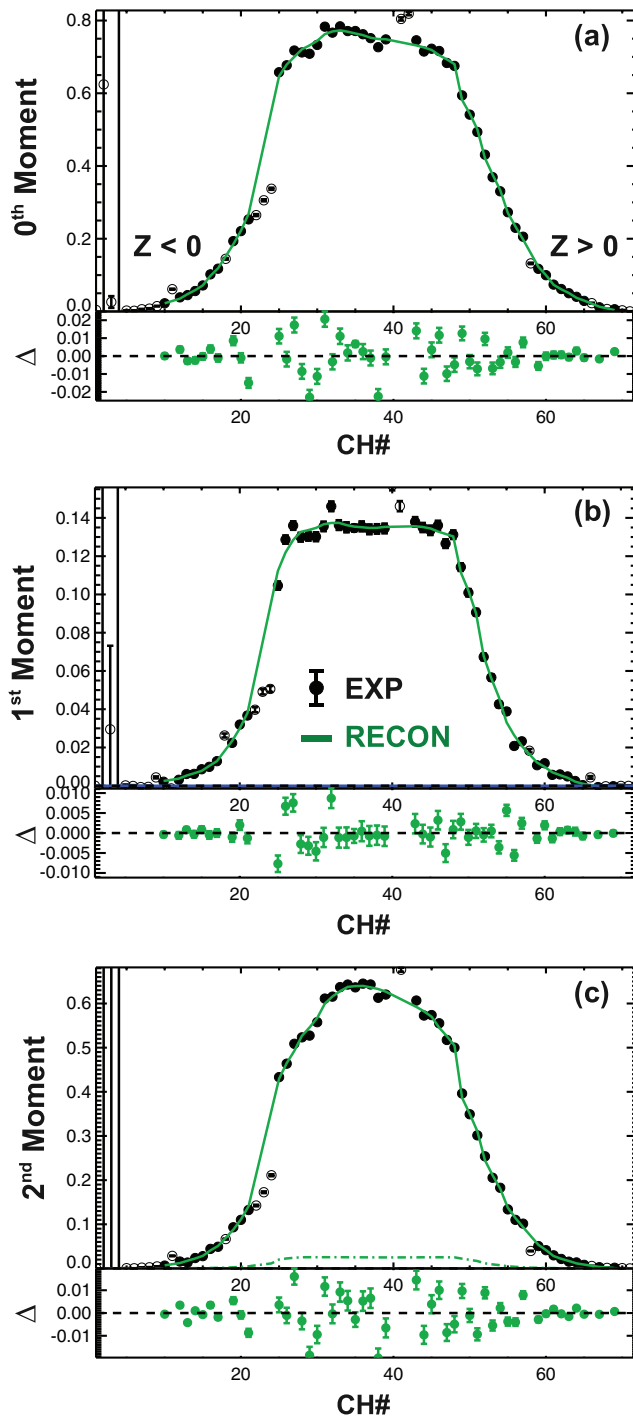 (a)
0.8
0.6
0.4
0.2
0.0
0th Moment
Z < 0
Z > 0
0.02
0.01
0.00
-0.01
-0.02
Δ
20
40
60
CH#
(b)
0.14
0.12
0.10
0.08
0.06
0.04
0.02
0.00
1st Moment
EXP
RECON
0.010
0.005
0.000
-0.005
-0.010
Δ
20
40
60
CH#
(c)
0.6
0.5
0.4
0.3
0.2
0.1
0.0
2nd Moment
0.01
0.00
-0.01
Δ
20
40
60
CH#